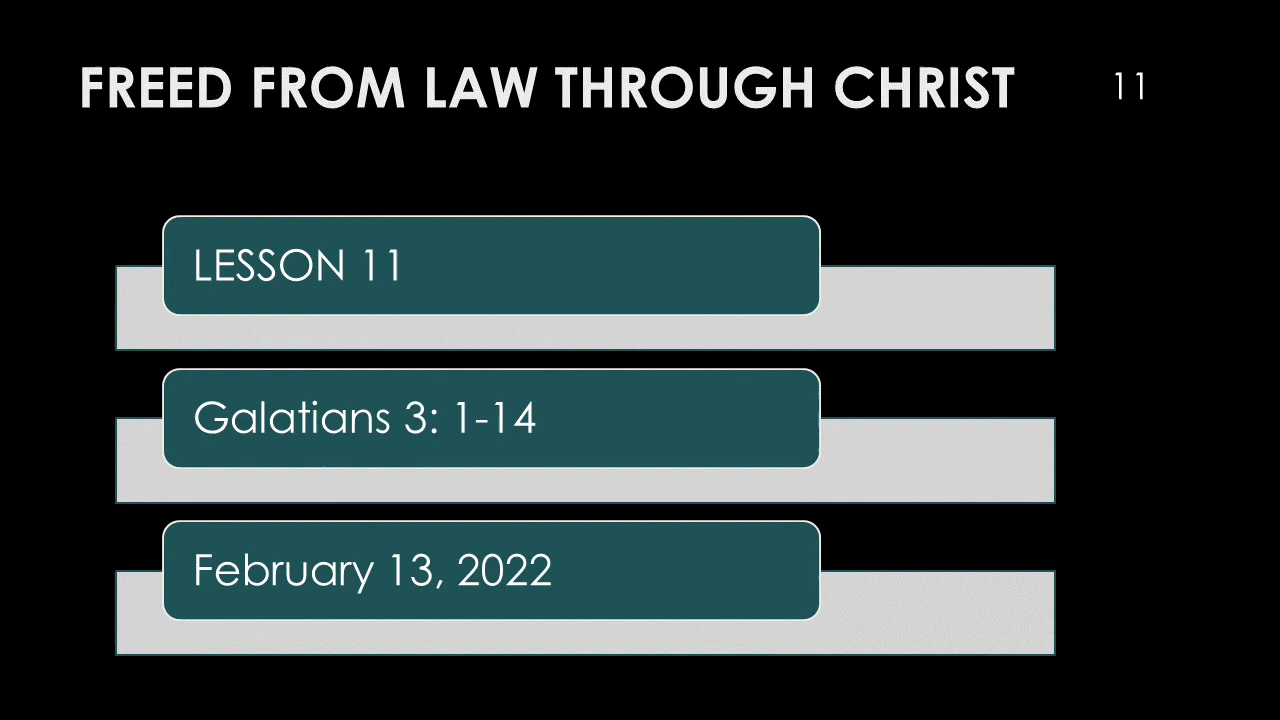 FREED FROM LAW THROUGH CHRIST
11
LESSON 11
Galatians 3: 1-14
February 13, 2022